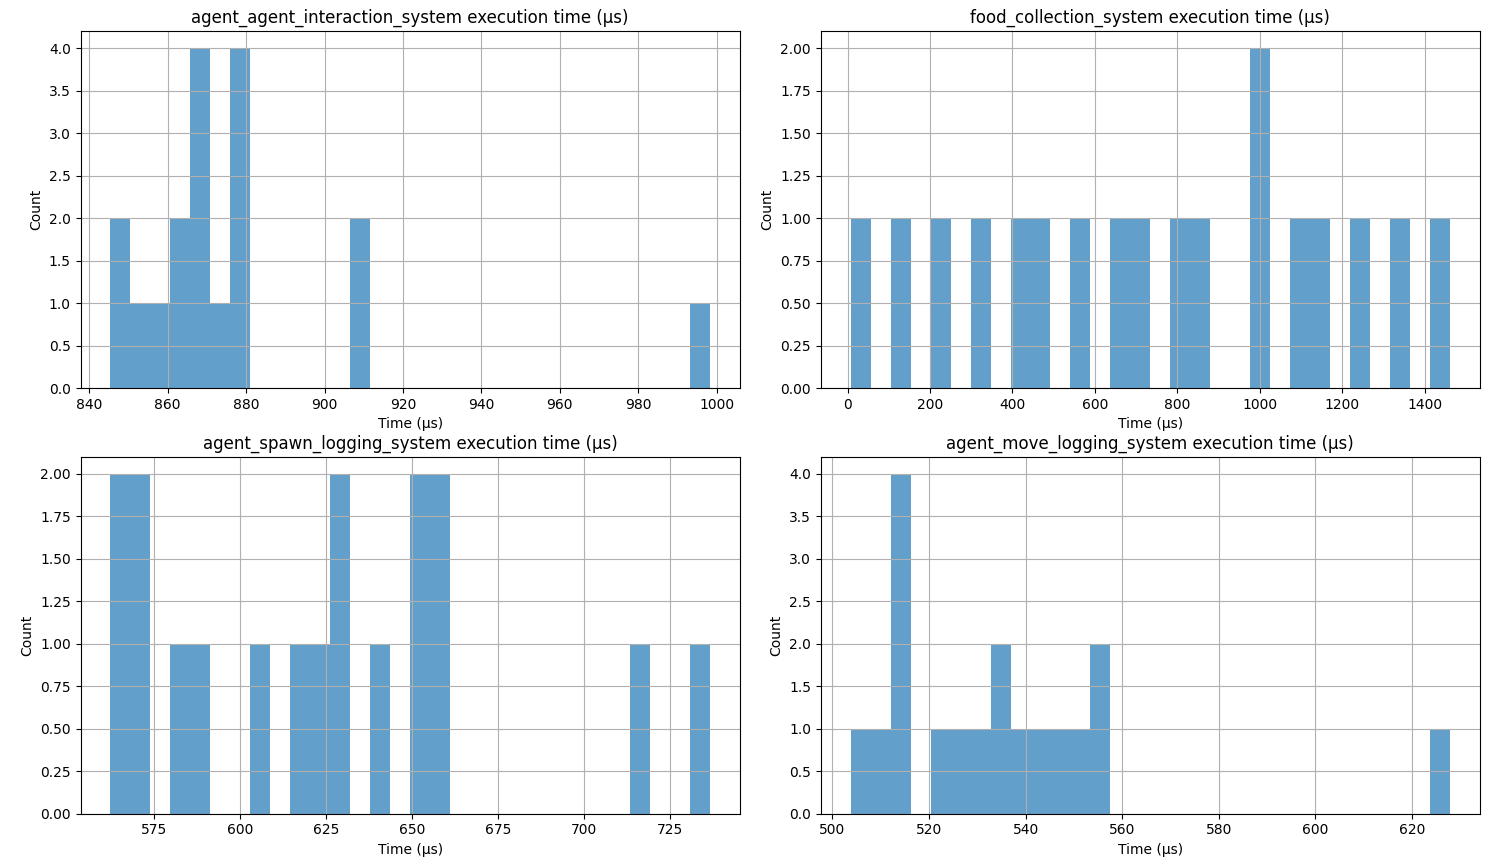 agent_agent_interaction_system execution time (µs)
4.0
3.5
3.0
2.5
2.0
1.5
1.0
0.5
0.0
Count
840 860 880 900 920 940 960 980 1000
Time (µs)
food_collection_system execution time (µs)
2.00
1.75
1.50
1.25
1.00
0.75
0.50
0.25
0.00
Count
0 200 400 600 800 1000 1200 1400
Time (µs)
agent_spawn_logging_system execution time (µs)
2.00
1.75
1.50
1.25
1.00
0.75
0.50
0.25
0.00
Count
575 600 625 650 675 700 725
Time (µs)
agent_move_logging_system execution time (µs)
4.0
3.5
3.0
2.5
2.0
1.5
1.0
0.5
0.0
Count
500 520 540 560 580 600 620
Time (µs)